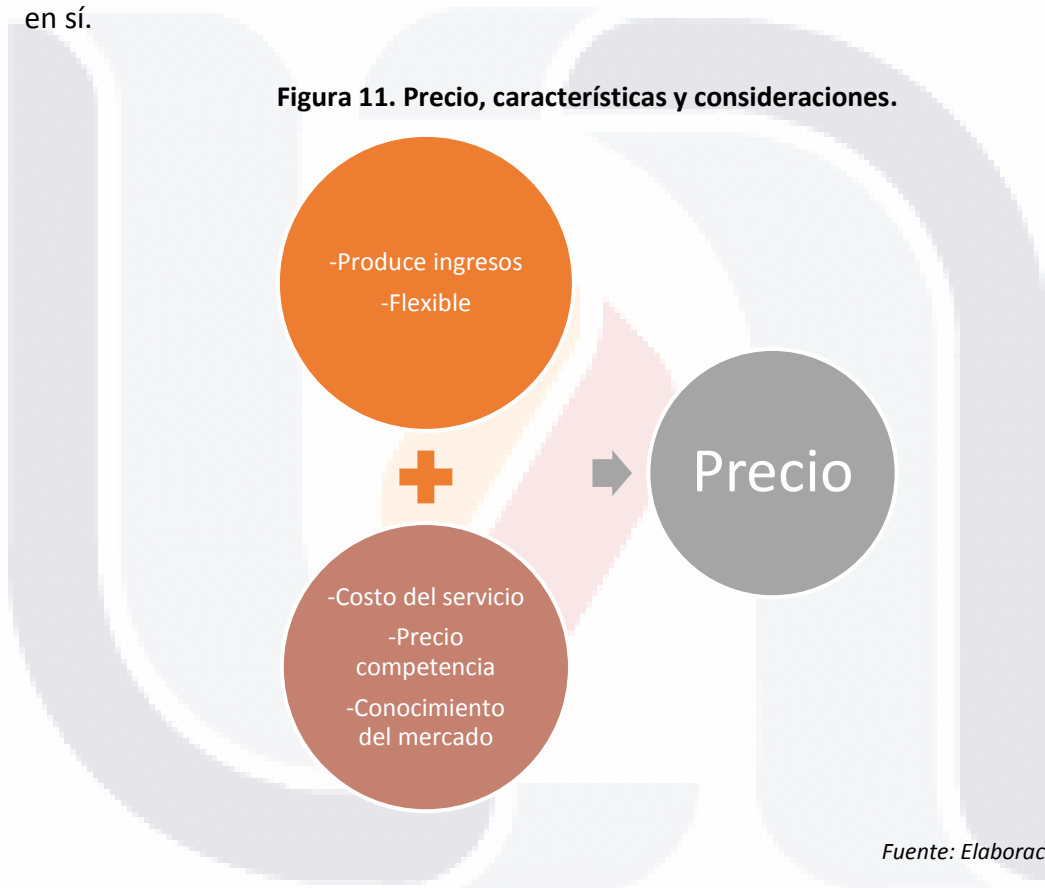 en sí.
Figura 11. Precio, características y consideraciones.
-Produce ingresos
-Flexible
Precio
-Costo del servicio
-Precio
competencia
-Conocimiento
del mercado
Fuente: Elaborac